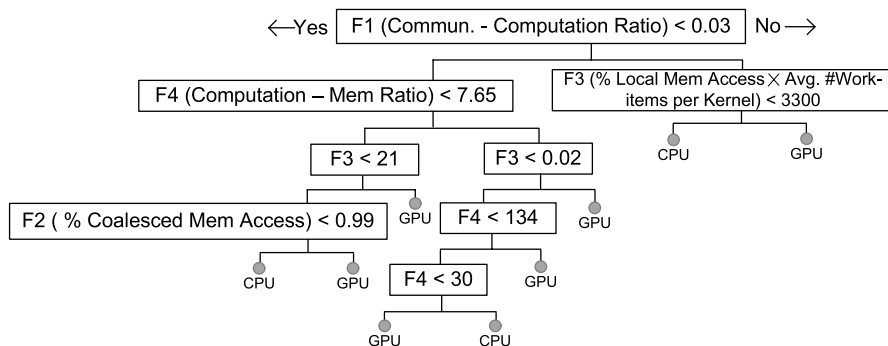 Yes
F1 (Commun. - Computation Ratio) < 0.03
No
F4 (Computation – Mem Ratio) < 7.65
F3 (% Local Mem Access × Avg. #Work-
items per Kernel) < 3300
CPU
GPU
F3 < 21
F3 < 0.02
GPU
GPU
F2 ( % Coalesced Mem Access) < 0.99
F4 < 134
CPU
GPU
F4 < 30
GPU
GPU
CPU